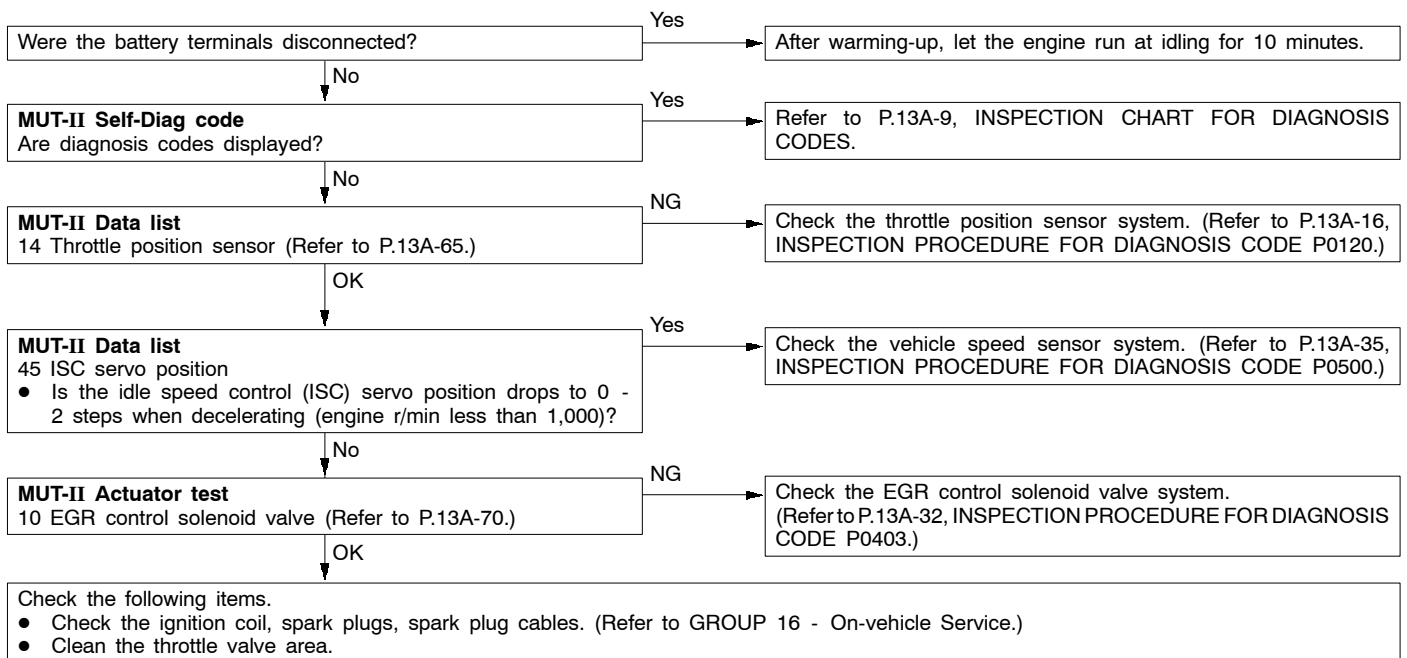 Yes
Were the battery terminals disconnected?
After warming-up, let the engine run at idling for 10 minutes.
No
Yes
MUT-II Self-Diag code
Are diagnosis codes displayed?
Refer to P.13A-9, INSPECTION CHART FOR DIAGNOSIS
CODES.
No
NG
MUT-II Data list
14 Throttle position sensor (Refer to P.13A-65.)
Check the throttle position sensor system. (Refer to P.13A-16,
INSPECTION PROCEDURE FOR DIAGNOSIS CODE P0120.)
OK
Yes
MUT-II Data list
45 ISC servo position
● Is the idle speed control (ISC) servo position drops to 0 -
2 steps when decelerating (engine r/min less than 1,000)?
Check the vehicle speed sensor system. (Refer to P.13A-35,
INSPECTION PROCEDURE FOR DIAGNOSIS CODE P0500.)
No
NG
MUT-II Actuator test
10 EGR control solenoid valve (Refer to P.13A-70.)
Check the EGR control solenoid valve system.
(Refer to P.13A-32, INSPECTION PROCEDURE FOR DIAGNOSIS
CODE P0403.)
OK
Check the following items.
● Check the ignition coil, spark plugs, spark plug cables. (Refer to GROUP 16 - On-vehicle Service.)
● Clean the throttle valve area.